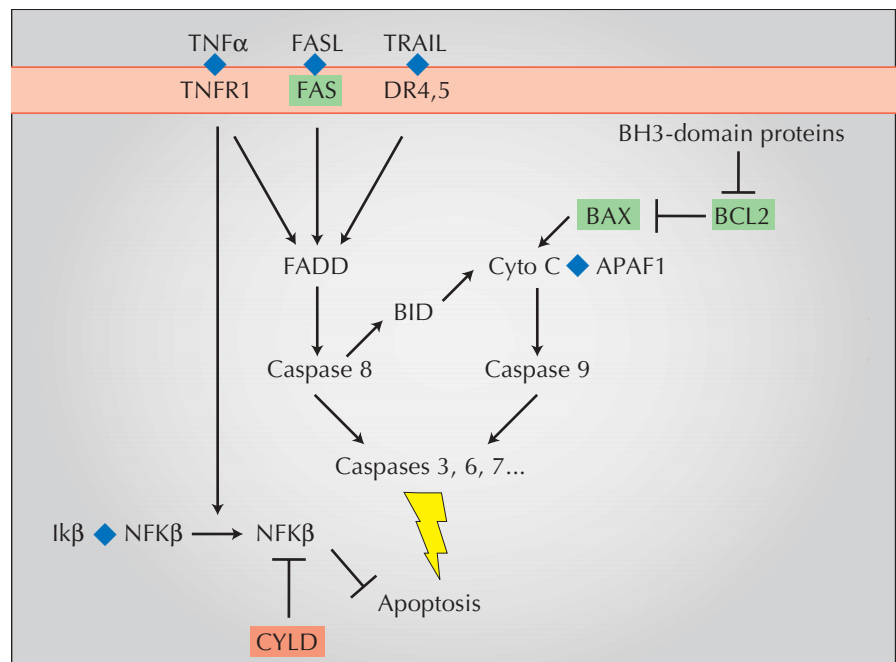 TNFα FASL TRAIL
TNFR1 FAS DR4,5
BH3-domain proteins
BAX BCL2
FADD Cyto C APAF1
BID
Caspase 8 Caspase 9
Caspases 3, 6, 7...
Ikβ NFKβ NFKβ
Apoptosis
CYLD